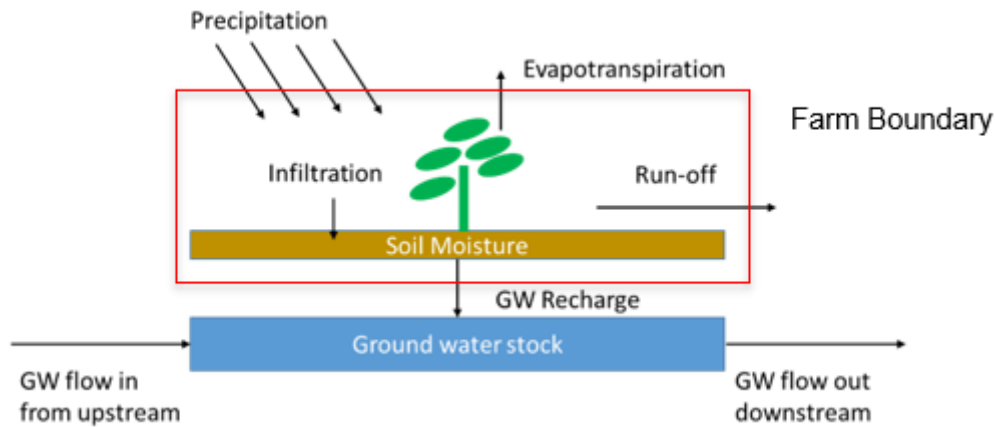 Precipitation
Evapotranspiration
Farm Boundary
Infiltration
Run-off
Soil Moisture
GW Recharge
Ground water stock
GW flow in
from upstream
GW flow out
downstream